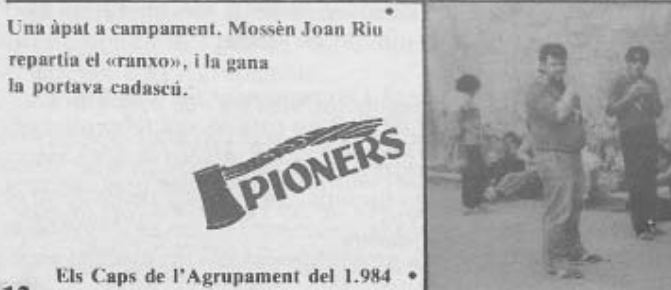 Una àpat a campament. Mossèn Joan Riu
repartia el «ranxo», i la gana
la portava cadascú.
PIONERS
Els Caps de l'Agrupament del 1.984 •